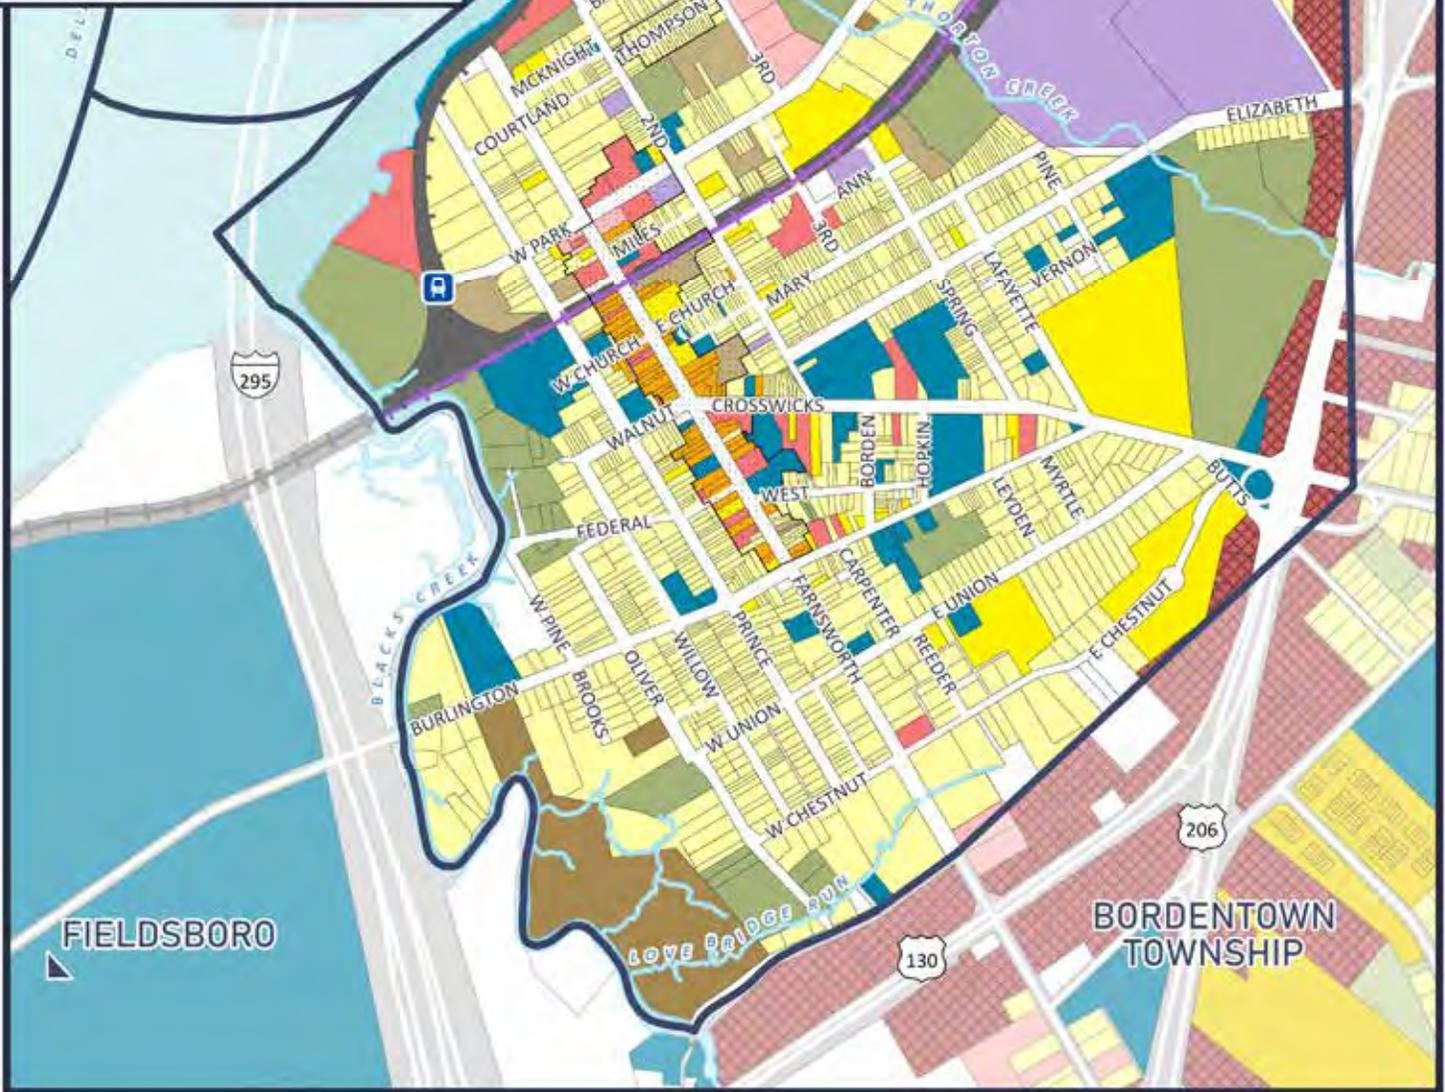 THOMPSON
MCKNIGHT
3RD
THORTON CREEK
COURTLAND
ELIZABETH
2ND
PINE
ANN
W PARK
MILES
3RD
LAFAYETTE
VERNON
MARY
E CHURCH
SPRING
W CHURCH
295
CROSSWICKS
WALNUT
BORDEN
HOPKIN
WEST
MYRTLE
BUTTS
LEYDEN
FEDERAL
BLACKS CREEK
W PINE
CARPENTER
E UNION
FARNSWORTH
E CHESTNUT
PRINCE
WILLOW
OLIVER
REEDER
BROOKS
BURLINGTON
W UNION
W CHESTNUT
206
LOVE BRIDGE RUN
FIELDSBORO
BORDENTOWN
TOWNSHIP
130